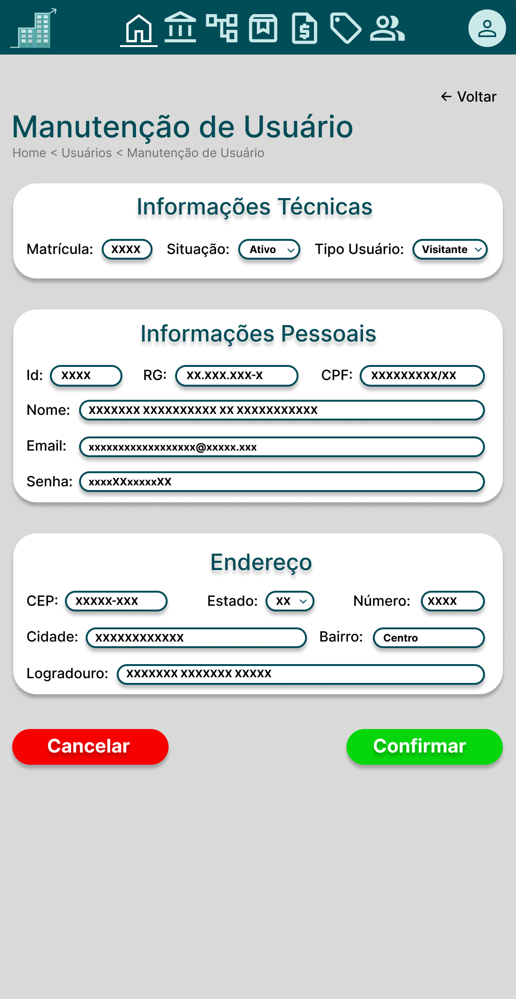 ← Voltar
Manutenção de Usuário
Home < Usuários < Manutenção de Usuário
Informações Técnicas
Matrícula: XXXX Situação: Ativo Tipo Usuário: Visitante
Informações Pessoais
Id: XXXX RG: XX.XXX.XXX-X CPF: XXXXXXXXX/XX
Nome: XXXXXXX XXXXXXXXXX XX XXXXXXXXXXX
Email: xxxxxxxxxxxxxxxxxx@xxxxx.xxx
Senha: xxxxXXxxxxxXX
Endereço
CEP: XXXXX-XXX Estado: XX Número: XXXX
Cidade: XXXXXXXXXXXX Bairro: Centro
Logradouro: XXXXXXX XXXXXXX XXXXX
Cancelar Confirmar